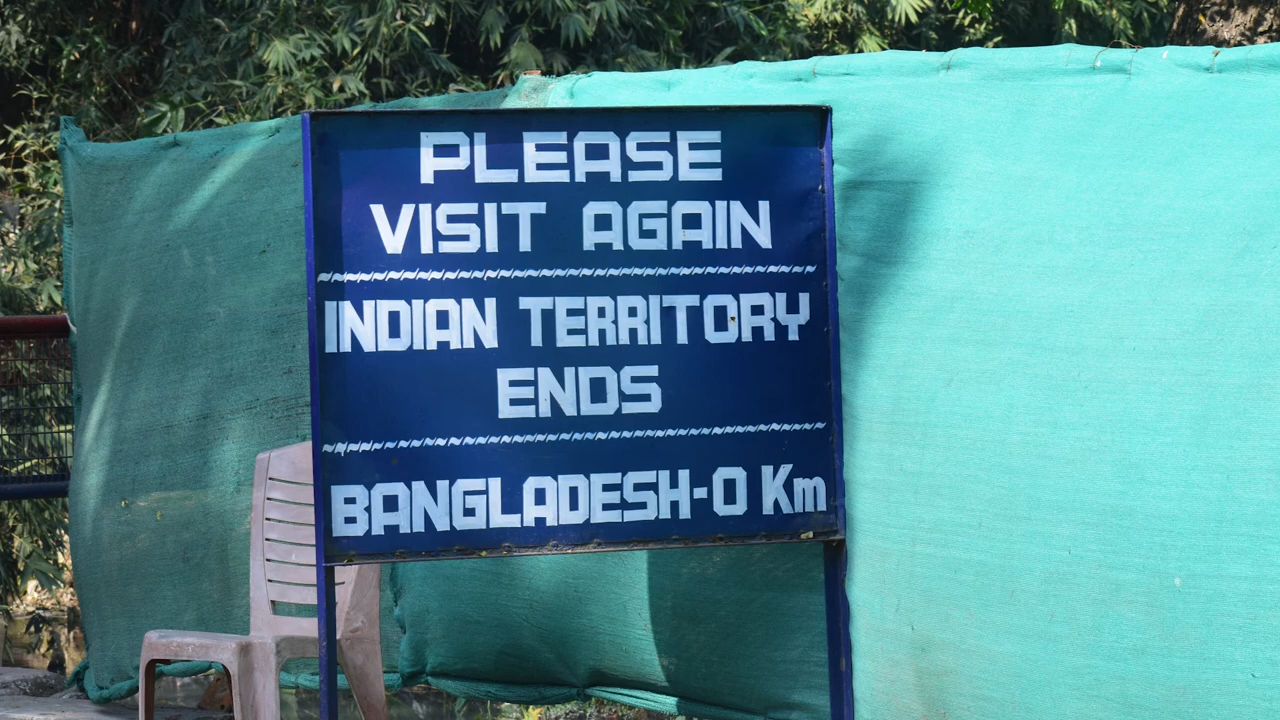 PLEASE
VISIT AGAIN
INDIAN TERRITORY
ENDS
BANGLADESH-0 Km